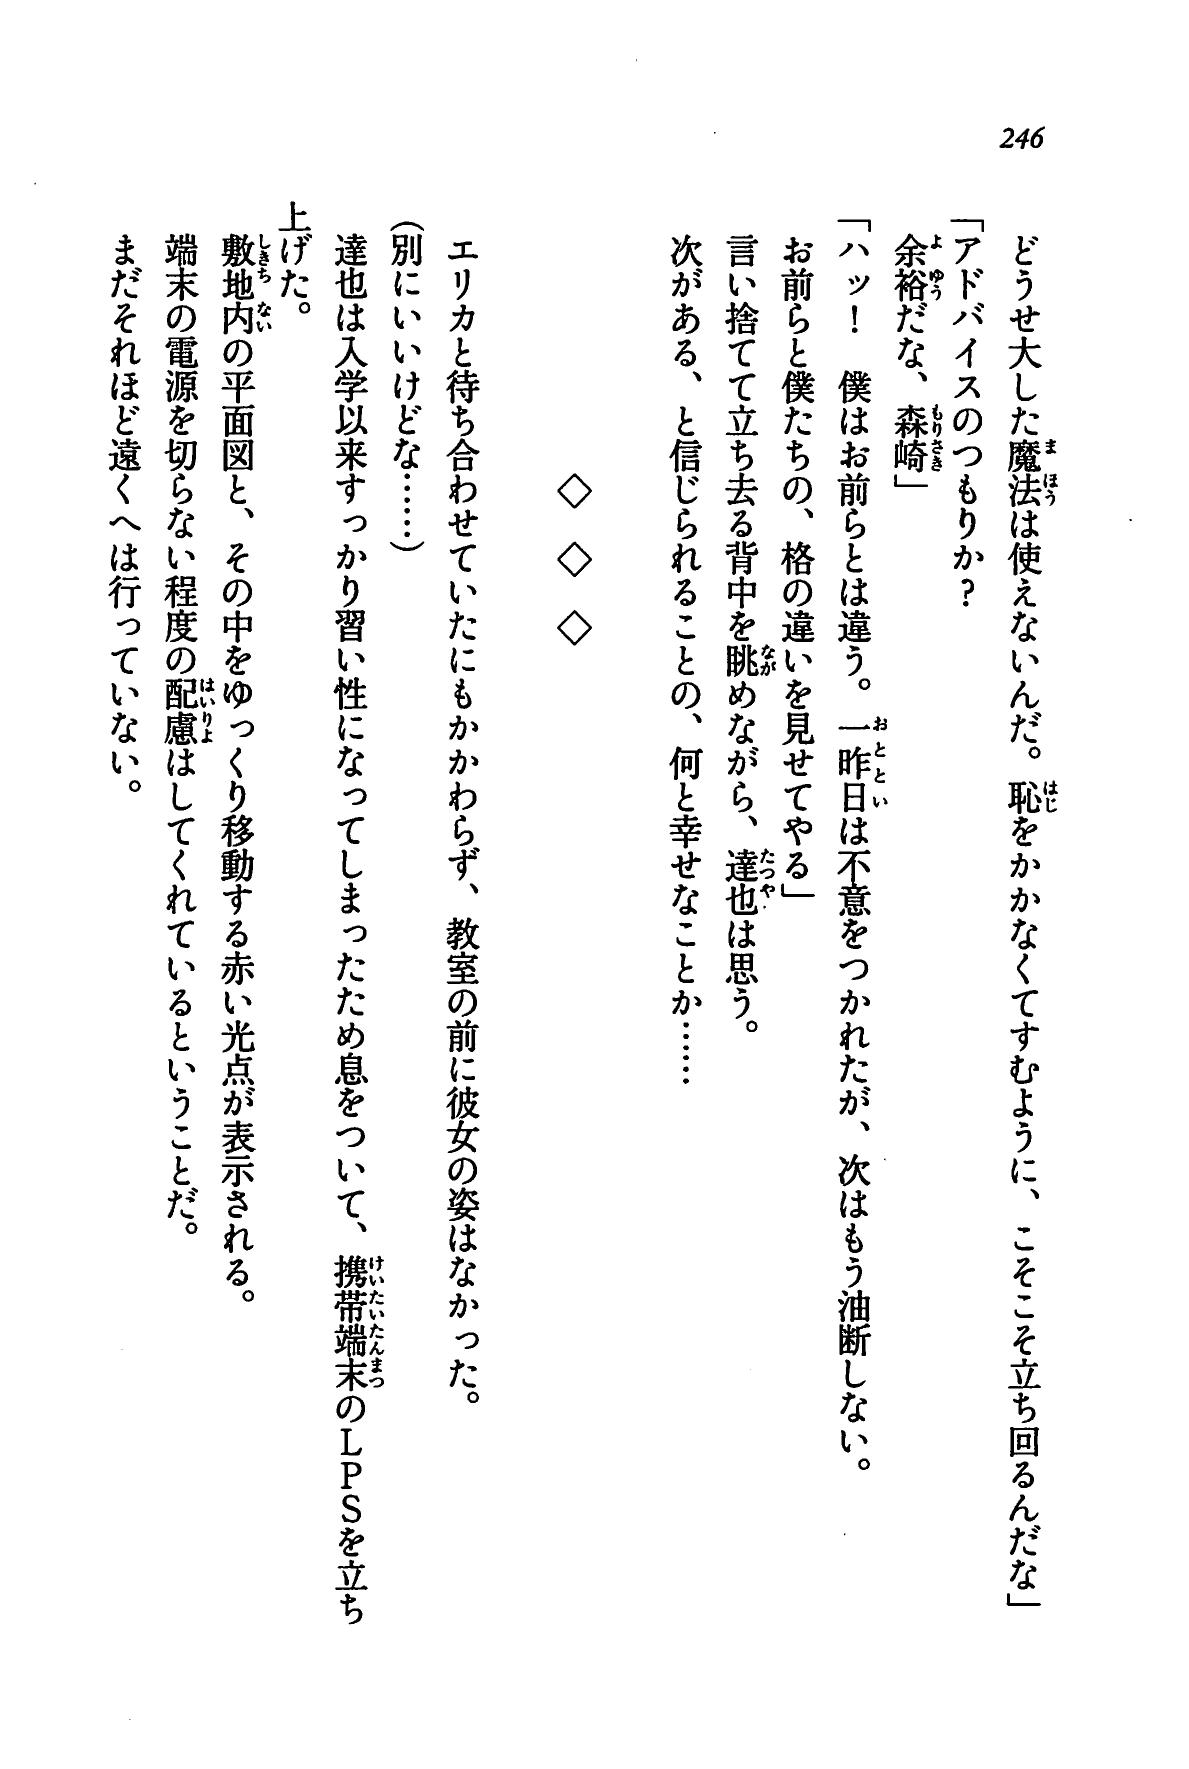 246
どうせ大した魔法は使えないんだ。恥をかかなくてすむように、こそこそ立ち回るんだな」
「アドバイスのつもりか？
余裕だな、森崎」
「ハッ！　僕はお前らとは違う。一昨日は不意をつかれたが、次はもう油断しない。
お前らと僕たちの、格の違いを見せてやる」
言い捨てて立ち去る背中を眺めながら、達也は思う。
次がある、と信じられることの、何と幸せなことか……
◇　◇　◇
エリカと待ち合わせていたにもかかわらず、教室の前に彼女の姿はなかった。
（別にいいけどな……）
達也は入学以来すっかり習い性になってしまったため息をついて、携帯端末のＬＰＳを立ち
上げた。
敷地内の平面図と、その中をゆっくり移動する赤い光点が表示される。
端末の電源を切らない程度の配慮はしてくれているということだ。
まだそれほど遠くへは行っていない。